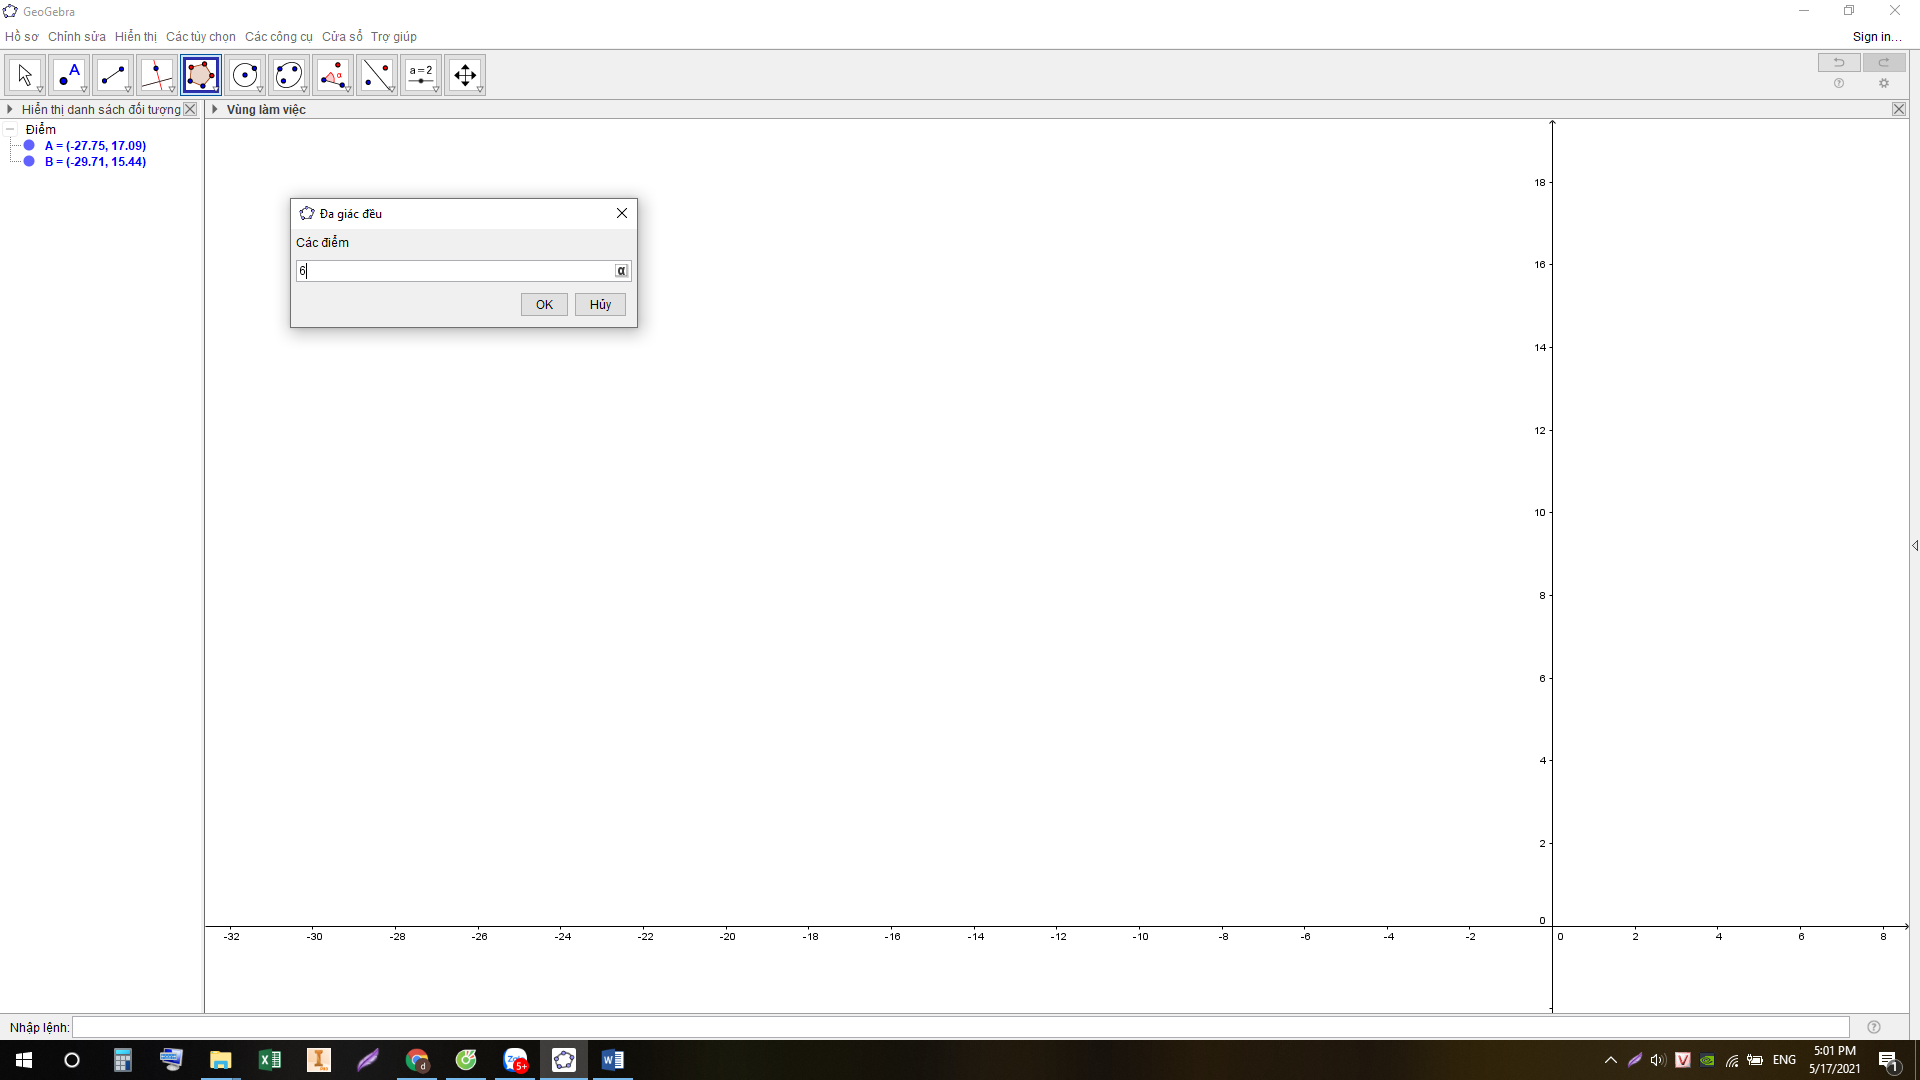 GeoGebra
Hồ sơ Chỉnh sửa Hiển thị Các tùy chọn Các công cụ Cửa sổ Trợ giúp
Sign in...
A
α
a = 2
Hiển thị danh sách đối tượng
Vùng làm việc
Điểm
A = (-27.75, 17.09)
B = (-29.71, 15.44)
Đa giác đều
Các điểm
6
α
OK
Hủy
18
16
14
12
10
8
6
4
2
0
-32 -30 -28 -26 -24 -22 -20 -18 -16 -14 -12 -10 -8 -6 -4 -2 0 2 4 6 8
Nhập lệnh:
5+
d
V
ENG
5:01 PM
5/17/2021
1